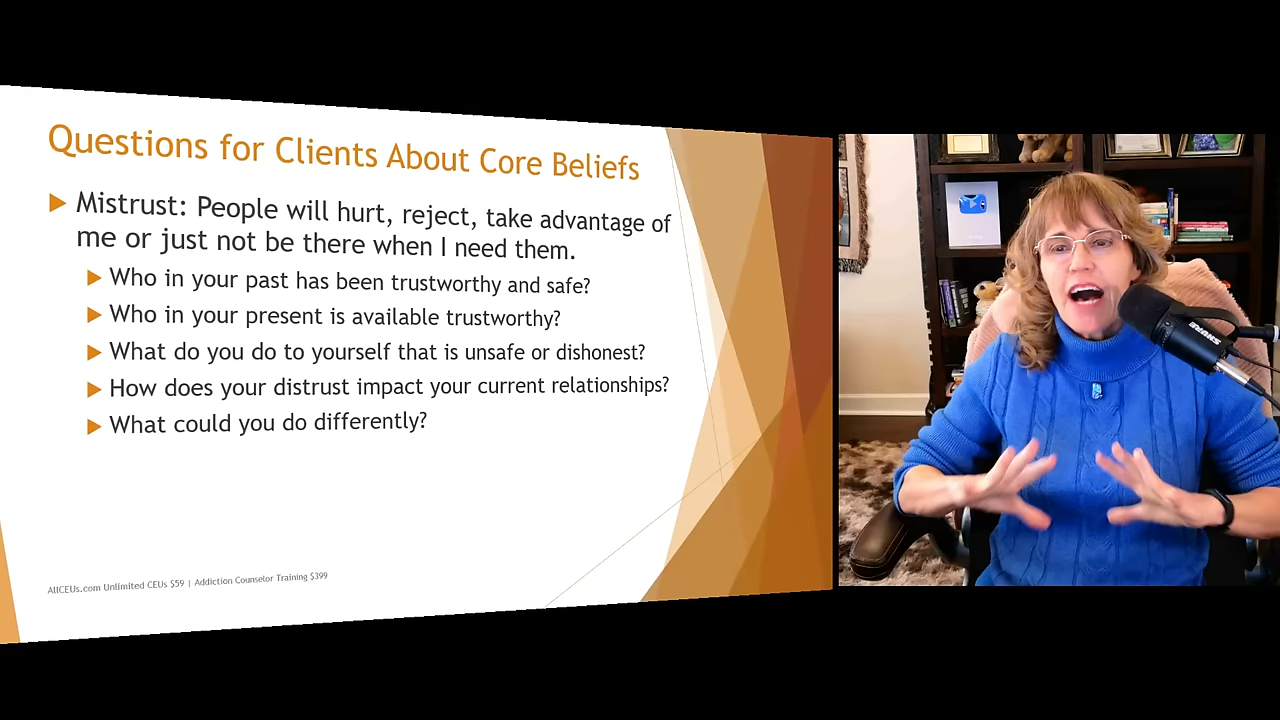 Questions for Clients About Core Beliefs
Mistrust: People will hurt, reject, take advantage of
me or just not be there when I need them.
Who in your past has been trustworthy and safe?
Who in your present is available trustworthy?
What do you do to yourself that is unsafe or dishonest?
How does your distrust impact your current relationships?
What could you do differently?
AllCEUs.com Unlimited CEUs $59 | Addiction Counselor Training $399
SHURE